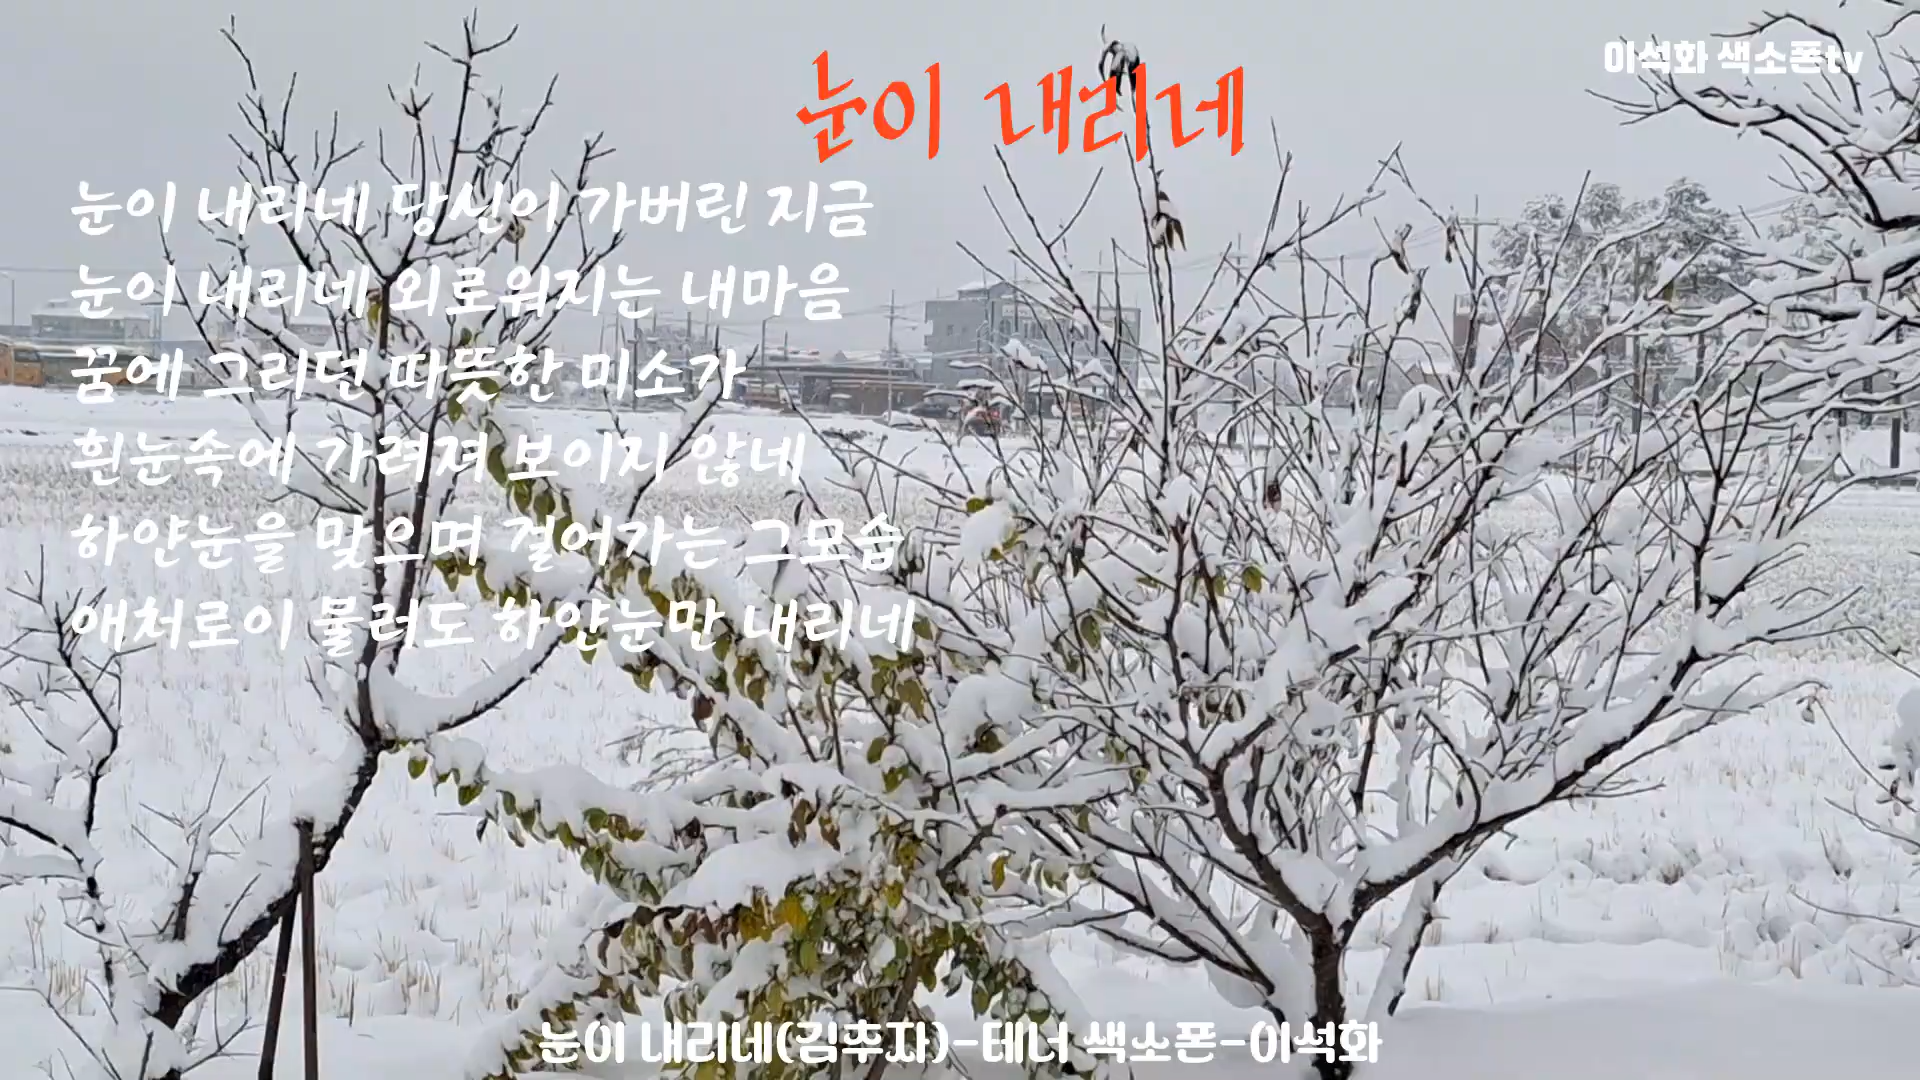 이석화 색소폰tv
눈이 내리네
눈이 내리네 당신이 가버린 지금
눈이 내리네 외로워지는 내마음
꿈에 그리던 따뜻한 미소가
흰눈속에 가려져 보이지 않네
하얀눈을 맞으며 걸어가는 그모습
애처로이 불러도 하얀눈만 내리네
눈이 내리네(김추자)-테너 색소폰-이석화